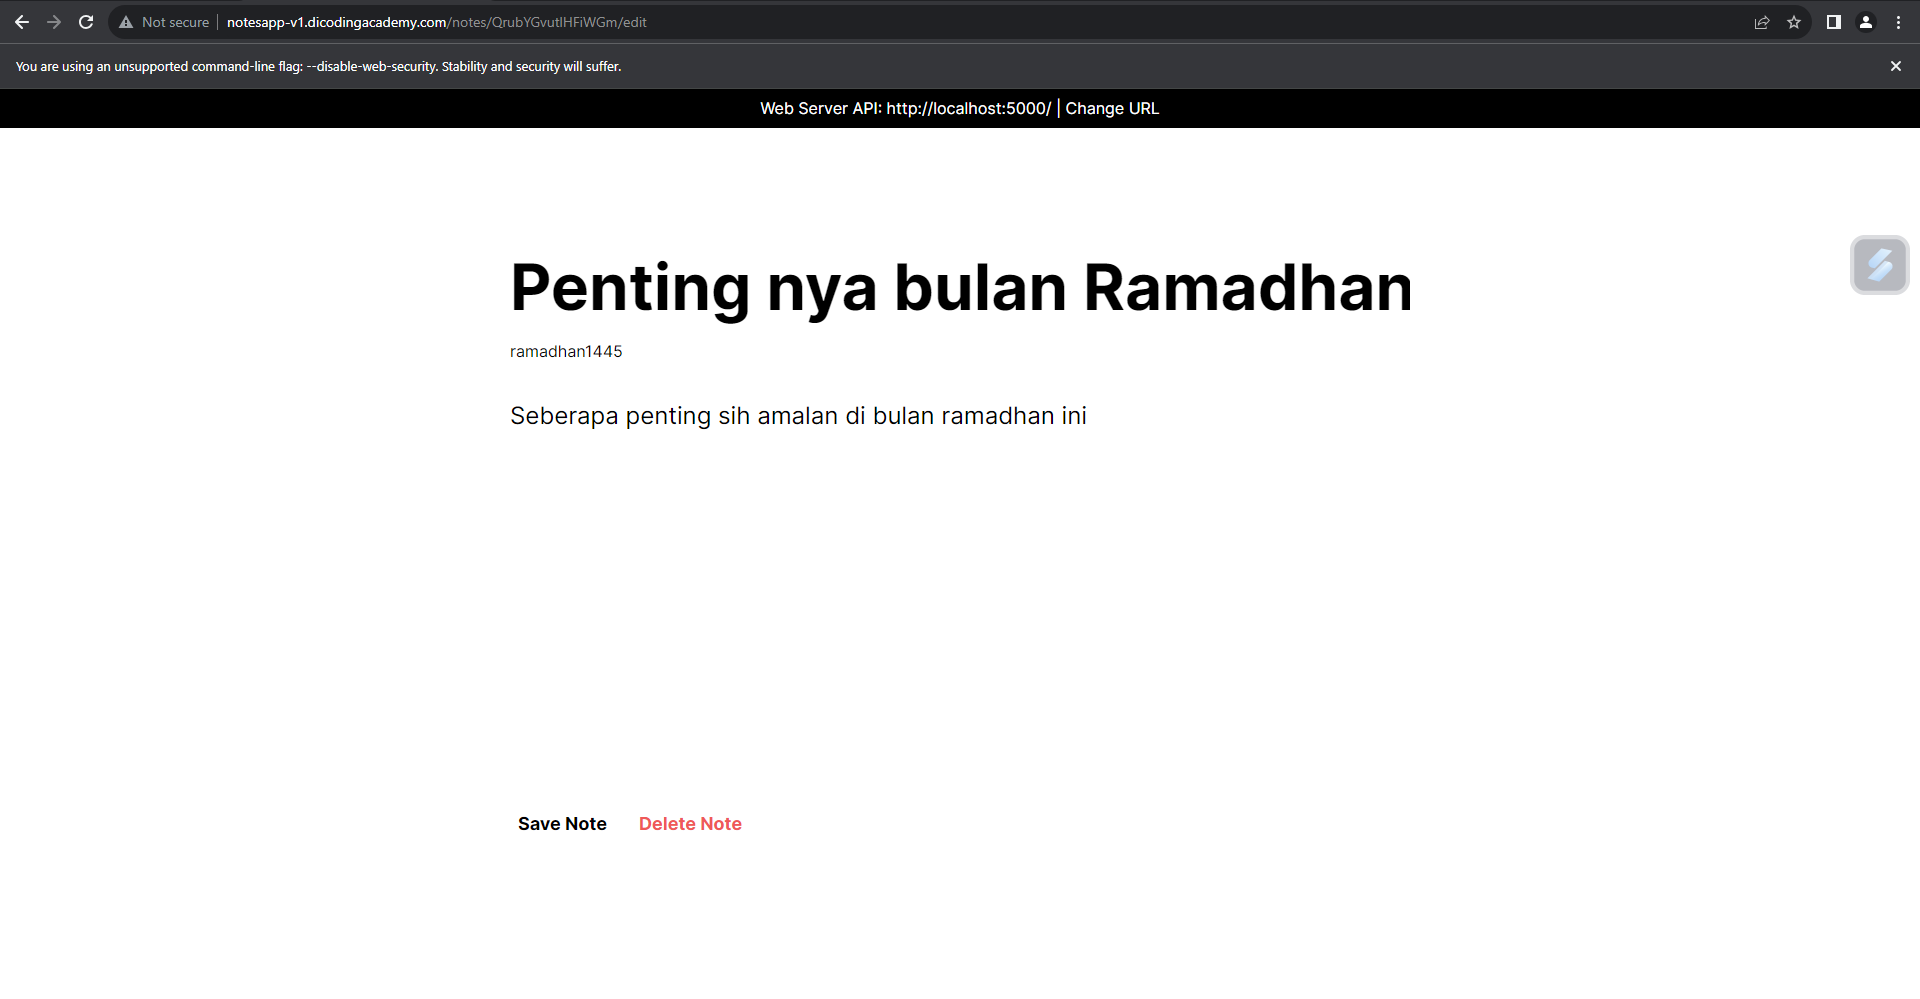 Not secure | notesapp-v1.dicodingacademy.com/notes/QrubYGvutIHFiWGm/edit
You are using an unsupported command-line flag: --disable-web-security. Stability and security will suffer.
Web Server API: http://localhost:5000/ | Change URL
Penting nya bulan Ramadhan
ramadhan1445
Seberapa penting sih amalan di bulan ramadhan ini
Save Note Delete Note